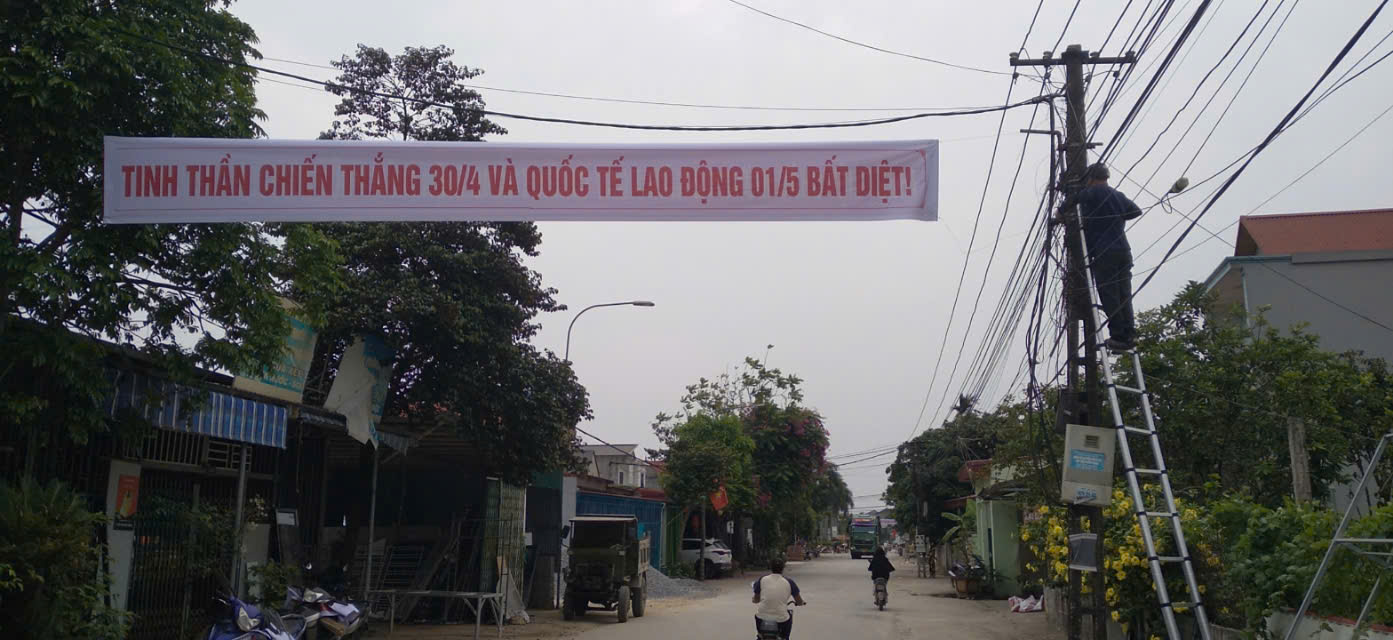 TINH THẦN CHIẾN THẮNG 30/4 VÀ QUỐC TẾ LAO ĐỘNG 01/5 BẤT DIỆT!